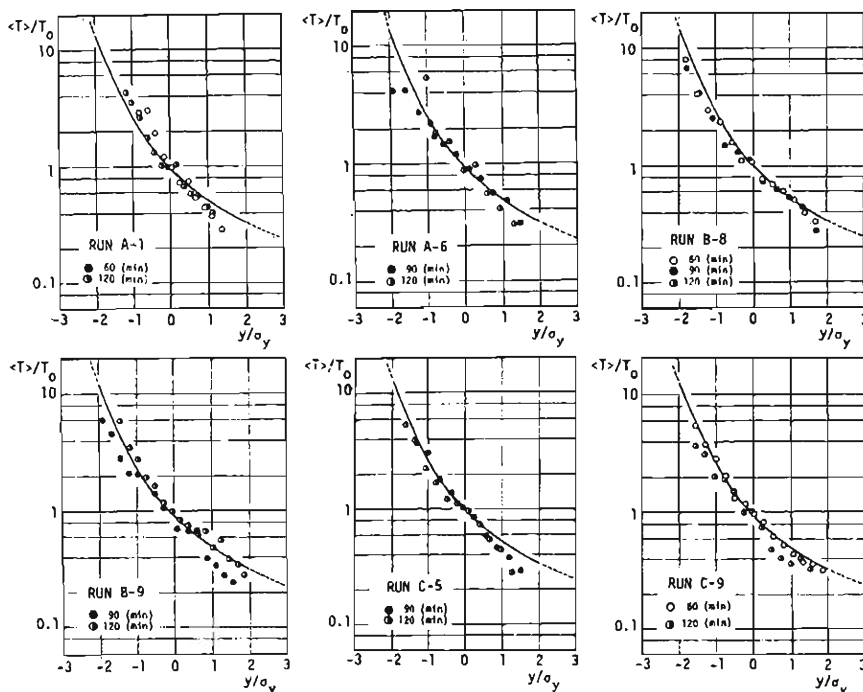 <T>/T₀
10
1
0.1
RUN A-1
60 (min)
120 (min)
-3 -2 -1 0 1 2 3
y/σy
<T>/T₀
10
1
0.1
RUN A-6
90 (min)
120 (min)
-3 -2 -1 0 1 2 3
y/σy
<T>/T₀
10
1
0.1
RUN B-8
60 (min)
90 (min)
120 (min)
-3 -2 -1 0 1 2 3
y/σy
<T>/T₀
10
1
0.1
RUN B-9
90 (min)
120 (min)
-3 -2 -1 0 1 2 3
y/σy
<T>/T₀
10
1
0.1
RUN C-5
90 (min)
120 (min)
-3 -2 -1 0 1 2 3
y/σy
<T>/T₀
10
1
0.1
RUN C-9
60 (min)
120 (min)
-3 -2 -1 0 1 2 3
y/σy